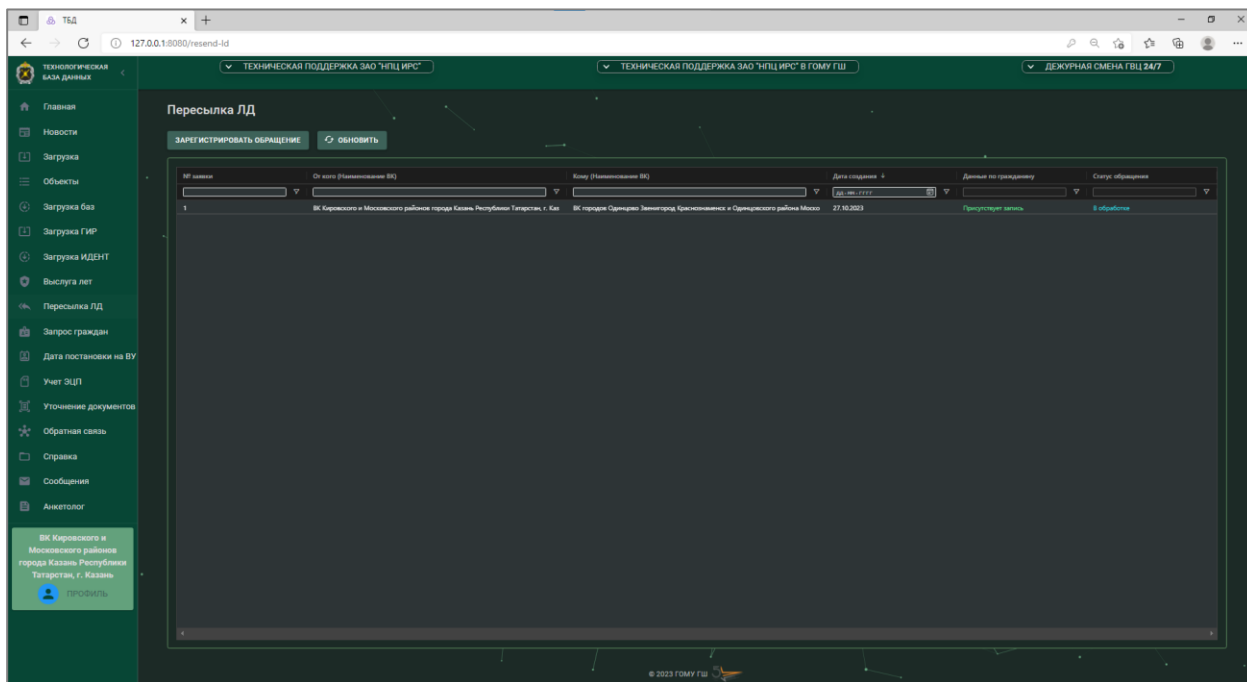 ТБД
127.0.0.1:8080/resend-ld
ТЕХНОЛОГИЧЕСКАЯ
БАЗА ДАННЫХ
ТЕХНИЧЕСКАЯ ПОДДЕРЖКА ЗАО "НПЦ ИРС"
ТЕХНИЧЕСКАЯ ПОДДЕРЖКА ЗАО "НПЦ ИРС" В ГОМУ ГШ
ДЕЖУРНАЯ СМЕНА ГВЦ 24/7
Главная
Новости
Загрузка
Объекты
Загрузка баз
Загрузка ГИР
Загрузка ИДЕНТ
Выслуга лет
Пересылка ЛД
Запрос граждан
Дата постановки на ВУ
Учет ЭЦП
Уточнение документов
Обратная связь
Справка
Сообщения
Анкетолог
ВК Кировского и
Московского районов
города Казань Республики
Татарстан, г. Казань
ПРОФИЛЬ
Пересылка ЛД
ЗАРЕГИСТРИРОВАТЬ ОБРАЩЕНИЕ ОБНОВИТЬ
№ заявки От кого (Наименование ВК) Кому (Наименование ВК) Дата создания Данные по гражданину Статус обращения
дд.мм.гггг
1 ВК Кировского и Московского районов города Казань Республики Татарстан, г. Каз ВК городов Одинцово Звенигород Краснознаменск и Одинцовского района Моско 27.10.2023 Присутствует запись В обработке
© 2023 ГОМУ ГШ